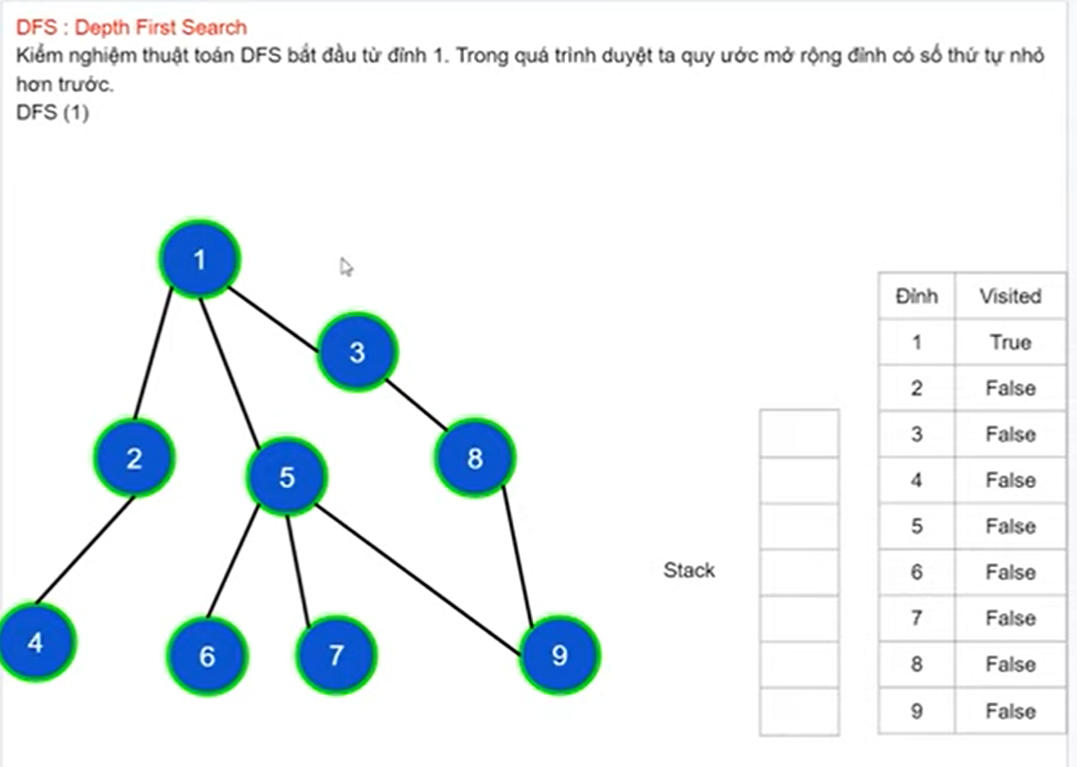 DFS : Depth First Search
Kiểm nghiệm thuật toán DFS bắt đầu từ đỉnh 1. Trong quá trình duyệt ta quy ước mở rộng đỉnh có số thứ tự nhỏ
hơn trước.
DFS (1)
1
3
2
5
8
4
6
7
9
Stack
Đỉnh Visited
1 True
2 False
3 False
4 False
5 False
6 False
7 False
8 False
9 False